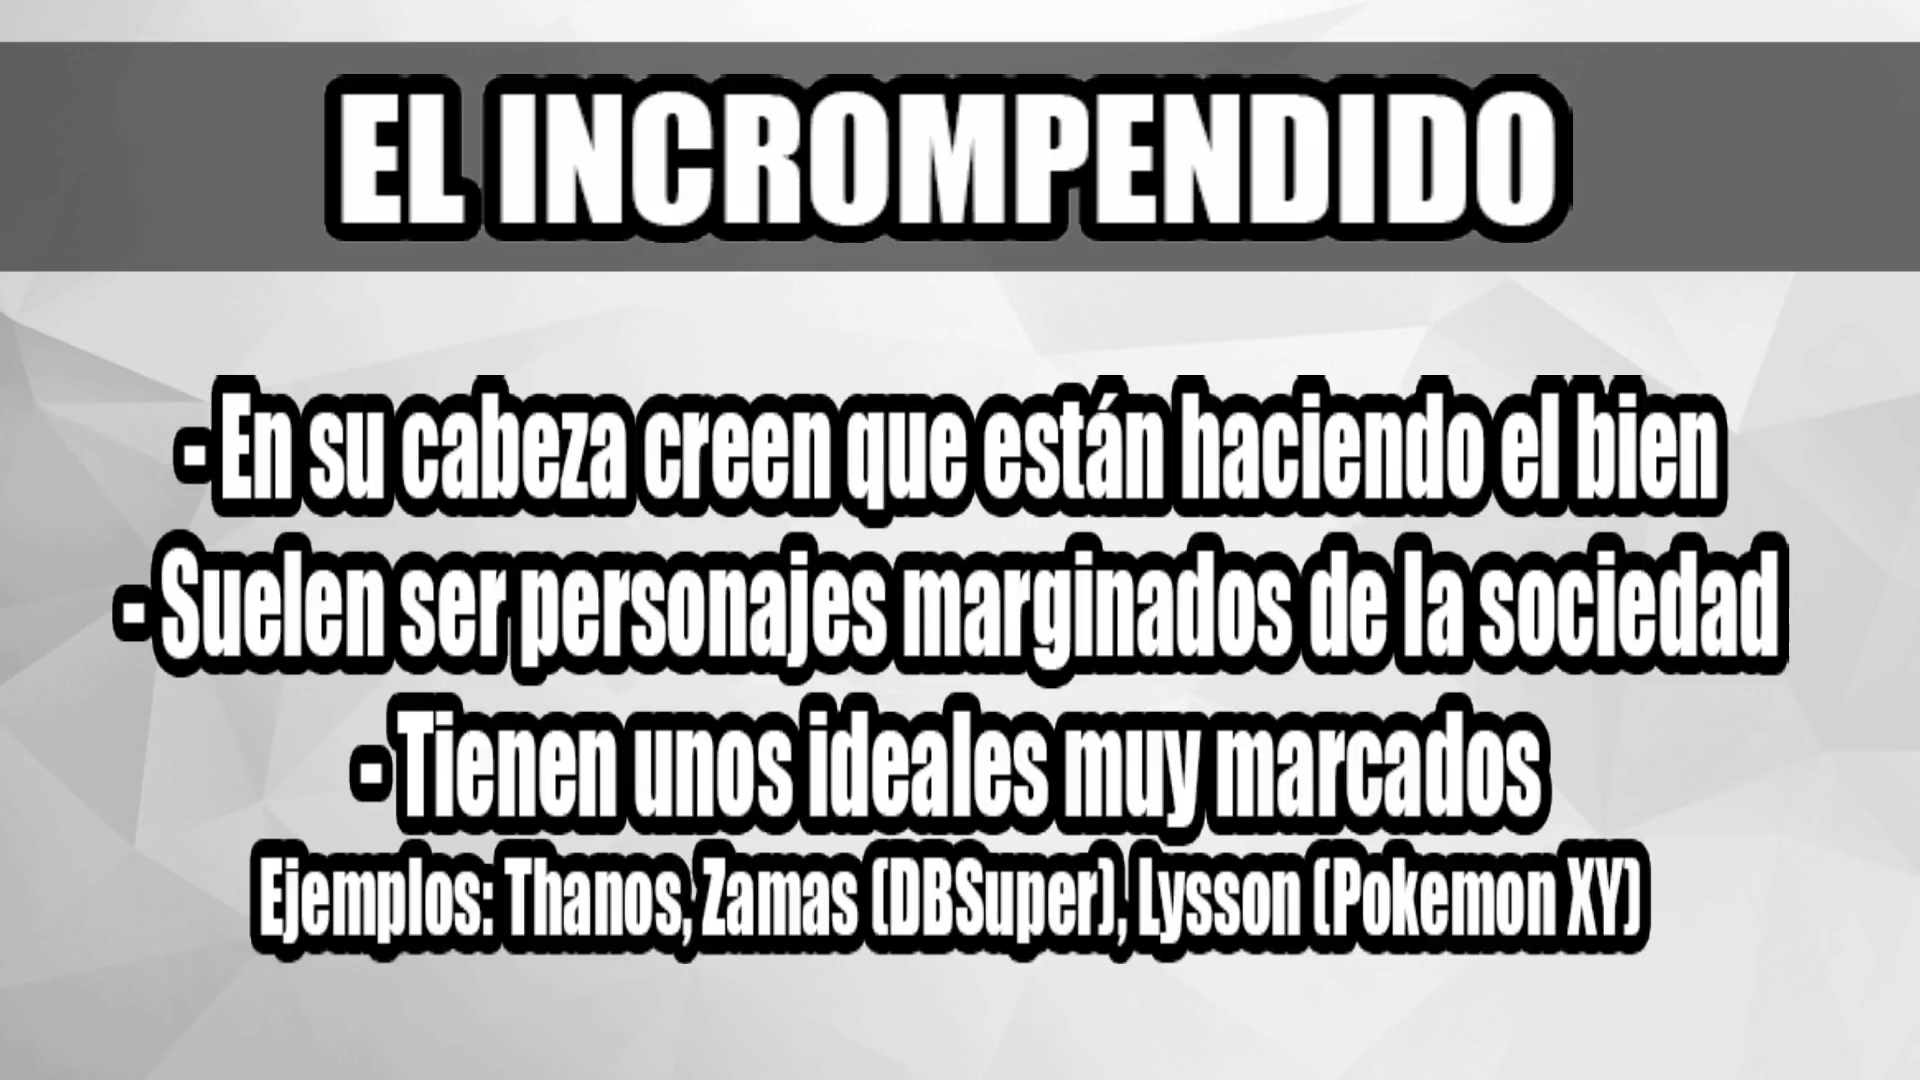 EL INCROMPENDIDO
- En su cabeza creen que están haciendo el bien
- Suelen ser personajes marginados de la sociedad
- Tienen unos ideales muy marcados
Ejemplos: Thanos, Zamas (DBSuper), Lysson (Pokemon XY)